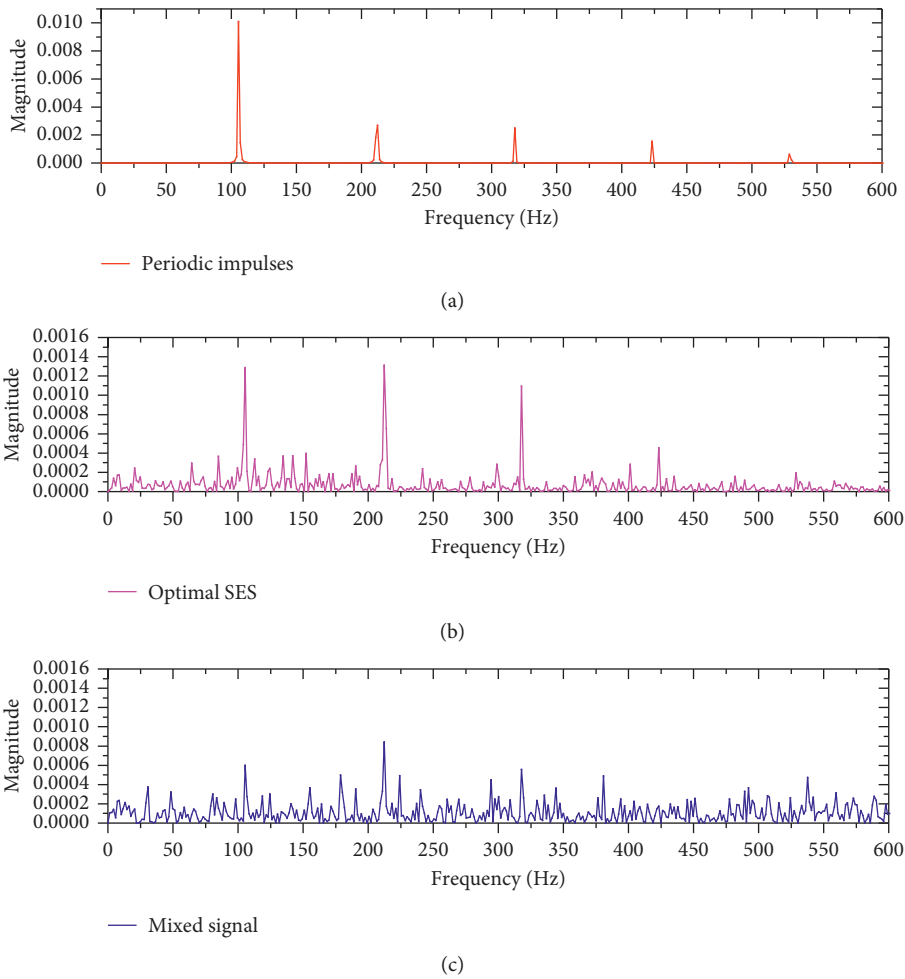 0.010
0.008
0.006
0.004
0.002
0.000
Magnitude
0 50 100 150 200 250 300 350 400 450 500 550 600
Frequency (Hz)
Periodic impulses
(a)
0.0016
0.0014
0.0012
0.0010
0.0008
0.0006
0.0004
0.0002
0.0000
Magnitude
0 50 100 150 200 250 300 350 400 450 500 550 600
Frequency (Hz)
Optimal SES
(b)
0.0016
0.0014
0.0012
0.0010
0.0008
0.0006
0.0004
0.0002
0.0000
Magnitude
0 50 100 150 200 250 300 350 400 450 500 550 600
Frequency (Hz)
Mixed signal
(c)